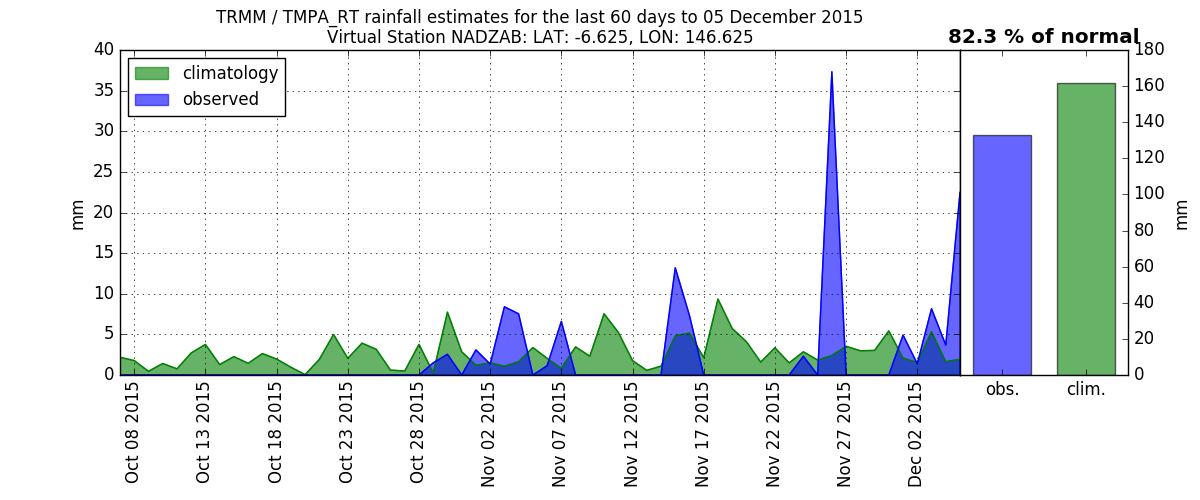 TRMM / TMPA_RT rainfall estimates for the last 60 days to 05 December 2015
Virtual Station NADZAB: LAT: -6.625, LON: 146.625
82.3 % of normal
climatology
observed
40
35
30
25
20
15
10
5
0
mm
180
160
140
120
100
80
60
40
20
0
mm
Oct 08 2015
Oct 13 2015
Oct 18 2015
Oct 23 2015
Oct 28 2015
Nov 02 2015
Nov 07 2015
Nov 12 2015
Nov 17 2015
Nov 22 2015
Nov 27 2015
Dec 02 2015
obs.
clim.